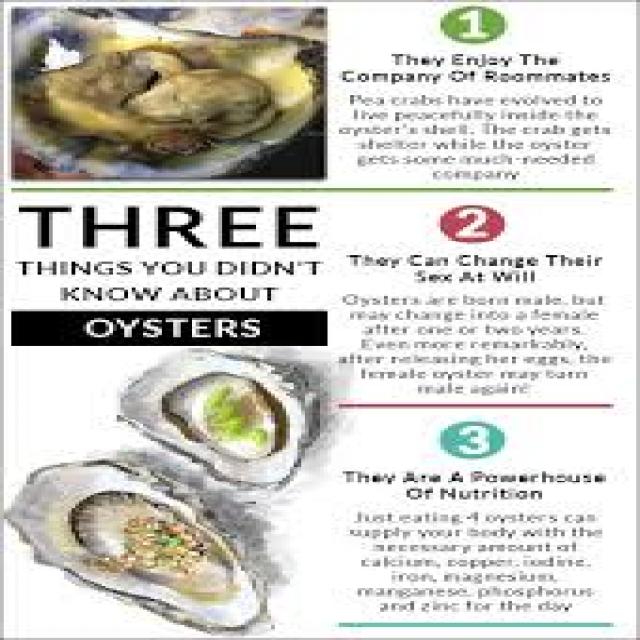 THREE
THINGS YOU DIDN'T
KNOW ABOUT
OYSTERS
1
They Enjoy The
Company Of Roommates
Pea crabs have evolved to
live peacefully inside the
oyster's shell. The crab gets
shelter while the oyster
gets some much-needed
company
2
They Can Change Their
Sex At Will
Oysters are born male, but
may change into a female
after one or two years.
Even more remarkably,
after releasing her eggs, the
female oyster may turn
male again!
3
They Are A Powerhouse
Of Nutrition
Just eating 4 oysters can
supply your body with the
necessary amount of
calcium, copper, iodine,
iron, magnesium,
manganese, phosphorus
and zinc for the day